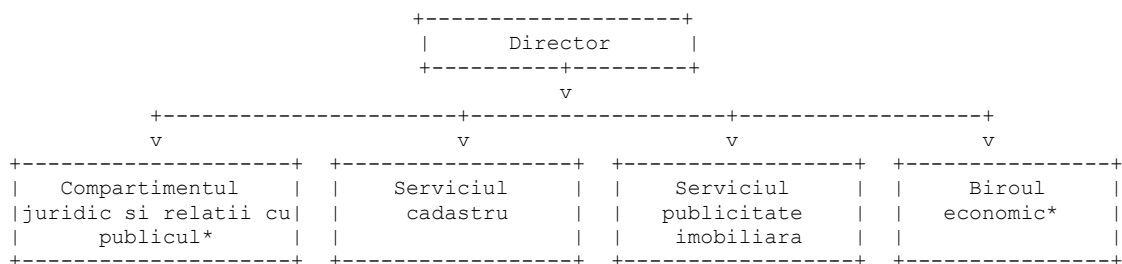 +--------------------+
                               |      Director      |
                               +----------+---------+
                                          v
           +-----------------------+--------------------+-------------------+
           v                       v                    v                   v
+---------------------+  +------------------+  +------------------+  +----------------+
|   Compartimentul    |  |    Serviciul     |  |    Serviciul     |  |     Biroul     |
|juridic si relatii cu|  |     cadastru     |  |   publicitate    |  |   economic*    |
|      publicul*      |  |                  |  |    imobiliara    |  |                |
+---------------------+  +------------------+  +------------------+  +----------------+